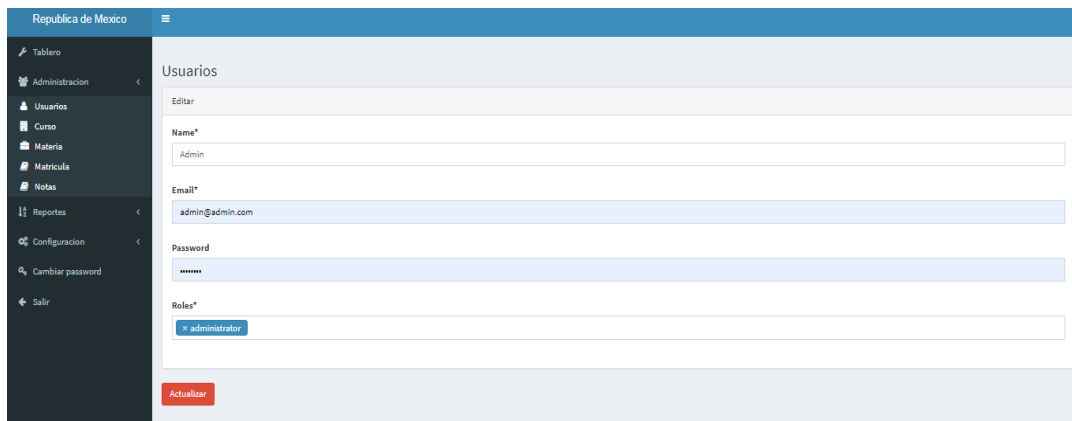 Republica de Mexico
Tablero
Administracion
Usuarios
Curso
Materia
Matricula
Notas
Reportes
Configuracion
Cambiar password
Salir
Usuarios
Editar
Name*
Admin
Email*
admin@admin.com
Password
••••••••
Roles*
× administrator
Actualizar